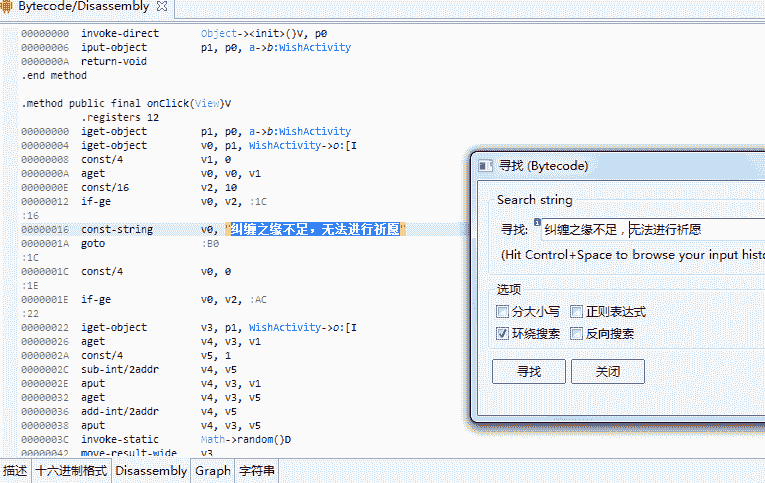 Bytecode/Disassembly
00000000 invoke-direct Object-><init>()V, p0
00000006 iput-object p1, p0, a->b:WishActivity
0000000A return-void
.end method
.method public final onClick(View)V
.registers 12
00000000 iget-object p1, p0, a->b:WishActivity
00000004 iget-object v0, p1, WishActivity->o:[I
00000008 const/4 v1, 0
0000000A aget v0, v0, v1
0000000E const/16 v2, 10
00000012 if-ge v0, v2, :1C
:16
00000016 const-string v0, "纠缠之缘不足，无法进行祈愿"
0000001A goto :B0
:1C
0000001C const/4 v0, 0
:1E
0000001E if-ge v0, v2, :AC
:22
00000022 iget-object v3, p1, WishActivity->o:[I
00000026 aget v4, v3, v1
0000002A const/4 v5, 1
0000002C sub-int/2addr v4, v5
0000002E aput v4, v3, v1
00000032 aget v4, v3, v5
00000036 add-int/2addr v4, v5
00000038 aput v4, v3, v5
0000003C invoke-static Math->random()D
00000042 move-result-wide v3
描述 十六进制格式 Disassembly Graph 字符串
寻找 (Bytecode)
Search string
寻找: 纠缠之缘不足，无法进行祈愿
(Hit Control+Space to browse your input histo
选项
分大小写 正则表达式
环绕搜索 反向搜索
寻找 关闭